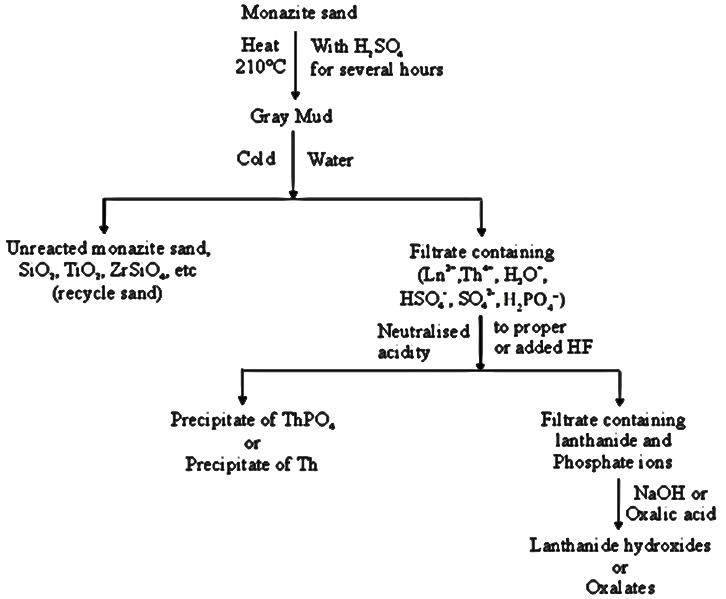 Monazite sand
Heat
210°C
With H₂SO₄
for several hours
Gray Mud
Cold
Water
Unreacted monazite sand,
SiO₂, TiO₂, ZrSiO₄, etc
(recycle sand)
Filtrate containing
(Ln³⁺,Th⁴⁺, H₃O⁺,
HSO₄⁻, SO₄²⁻, H₂PO₄⁻)
Neutralised
acidity
to proper
or added HF
Precipitate of ThPO₄
or
Precipitate of Th
Filtrate containing
lanthanide and
Phosphate ions
NaOH or
Oxalic acid
Lanthanide hydroxides
or
Oxalates